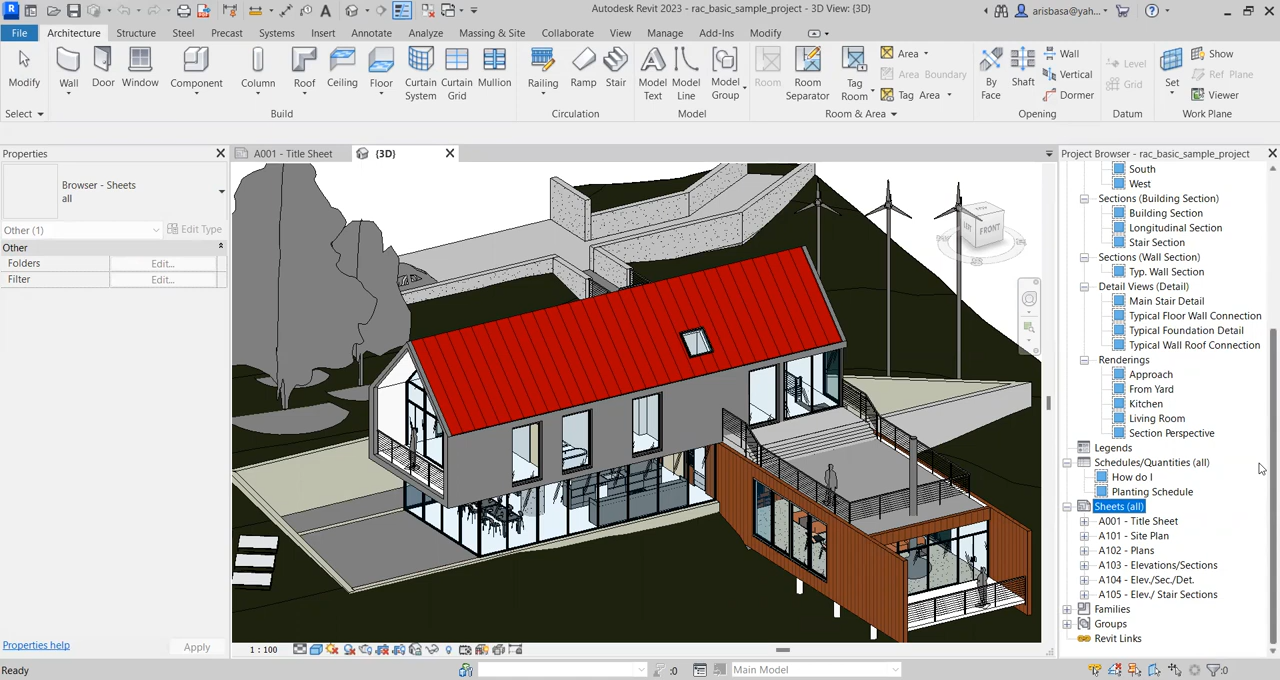 Autodesk Revit 2023 - rac_basic_sample_project - 3D View: {3D}
arisbasa@yah...
File Architecture Structure Steel Precast Systems Insert Annotate Analyze Massing & Site Collaborate View Manage Add-Ins Modify
Modify
Wall
Door
Window
Component
Column
Roof
Ceiling
Floor
Curtain System
Curtain Grid
Mullion
Railing
Ramp
Stair
Model Text
Model Line
Model Group
Room
Room Separator
Tag Room
Area
Area Boundary
Tag Area
By Face
Shaft
Wall
Vertical
Dormer
Level
Grid
Set
Show
Ref Plane
Viewer
Select
Build
Circulation
Model
Room & Area
Opening
Datum
Work Plane
Properties
Browser - Sheets
all
Other (1)
Edit Type
Other
Folders Edit...
Filter Edit...
Properties help
Apply
A001 - Title Sheet
{3D}
FRONT
1 : 100
Project Browser - rac_basic_sample_project
South
West
Sections (Building Section)
Building Section
Longitudinal Section
Stair Section
Sections (Wall Section)
Typ. Wall Section
Detail Views (Detail)
Main Stair Detail
Typical Floor Wall Connection
Typical Foundation Detail
Typical Wall Roof Connection
Renderings
Approach
From Yard
Kitchen
Living Room
Section Perspective
Legends
Schedules/Quantities (all)
How do I
Planting Schedule
Sheets (all)
A001 - Title Sheet
A101 - Site Plan
A102 - Plans
A103 - Elevations/Sections
A104 - Elev./Sec./Det.
A105 - Elev./ Stair Sections
Families
Groups
Revit Links
Ready
:0
Main Model
:0